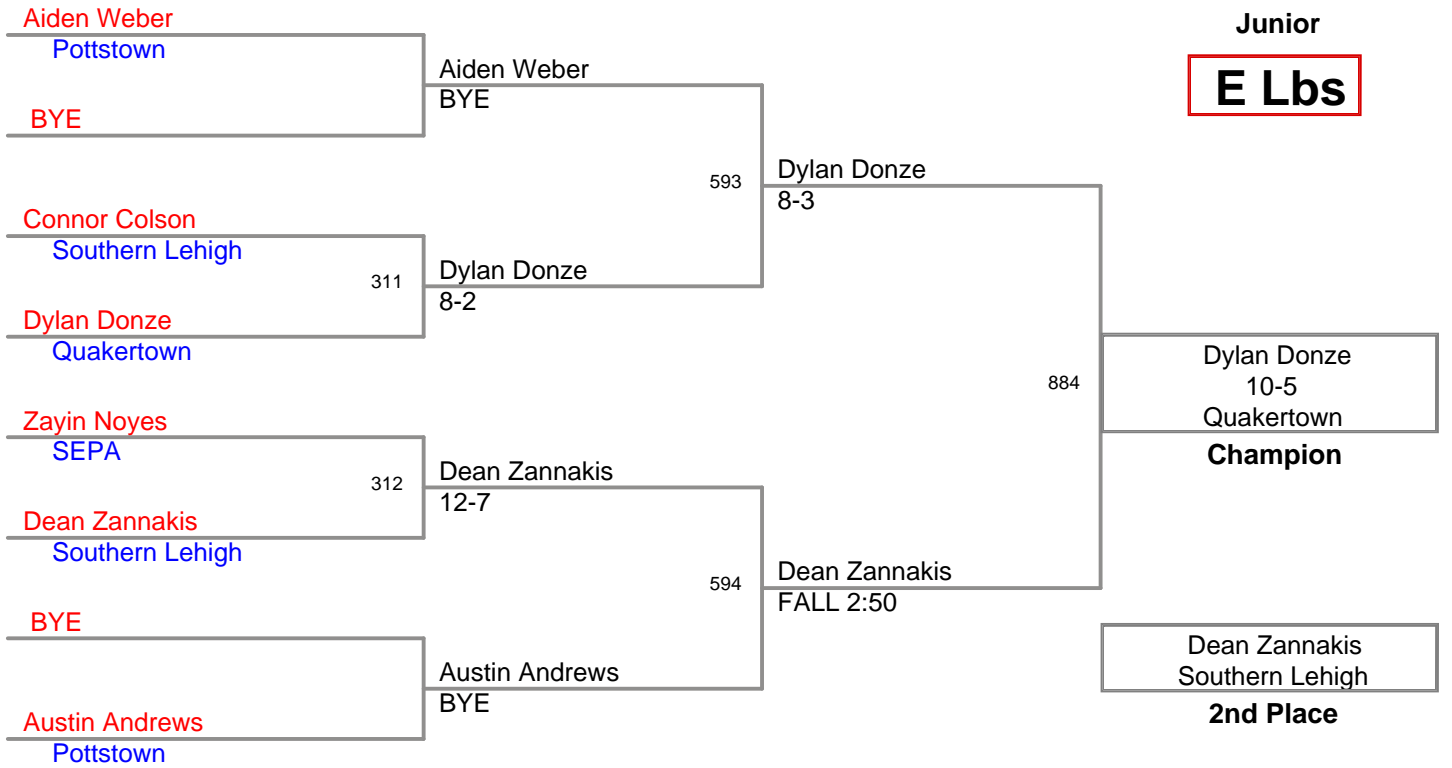 Aiden Weber
Pottstown
BYE
Connor Colson
Southern Lehigh
Dylan Donze
Quakertown
Zayin Noyes
SEPA
Dean Zannakis
Southern Lehigh
BYE
Austin Andrews
Pottstown
Aiden Weber
BYE
311
Dylan Donze
8-2
312
Dean Zannakis
12-7
Austin Andrews
BYE
593
Dylan Donze
8-3
594
Dean Zannakis
FALL 2:50
Junior
E Lbs
884
Dylan Donze
10-5
Quakertown
Champion
Dean Zannakis
Southern Lehigh
2nd Place